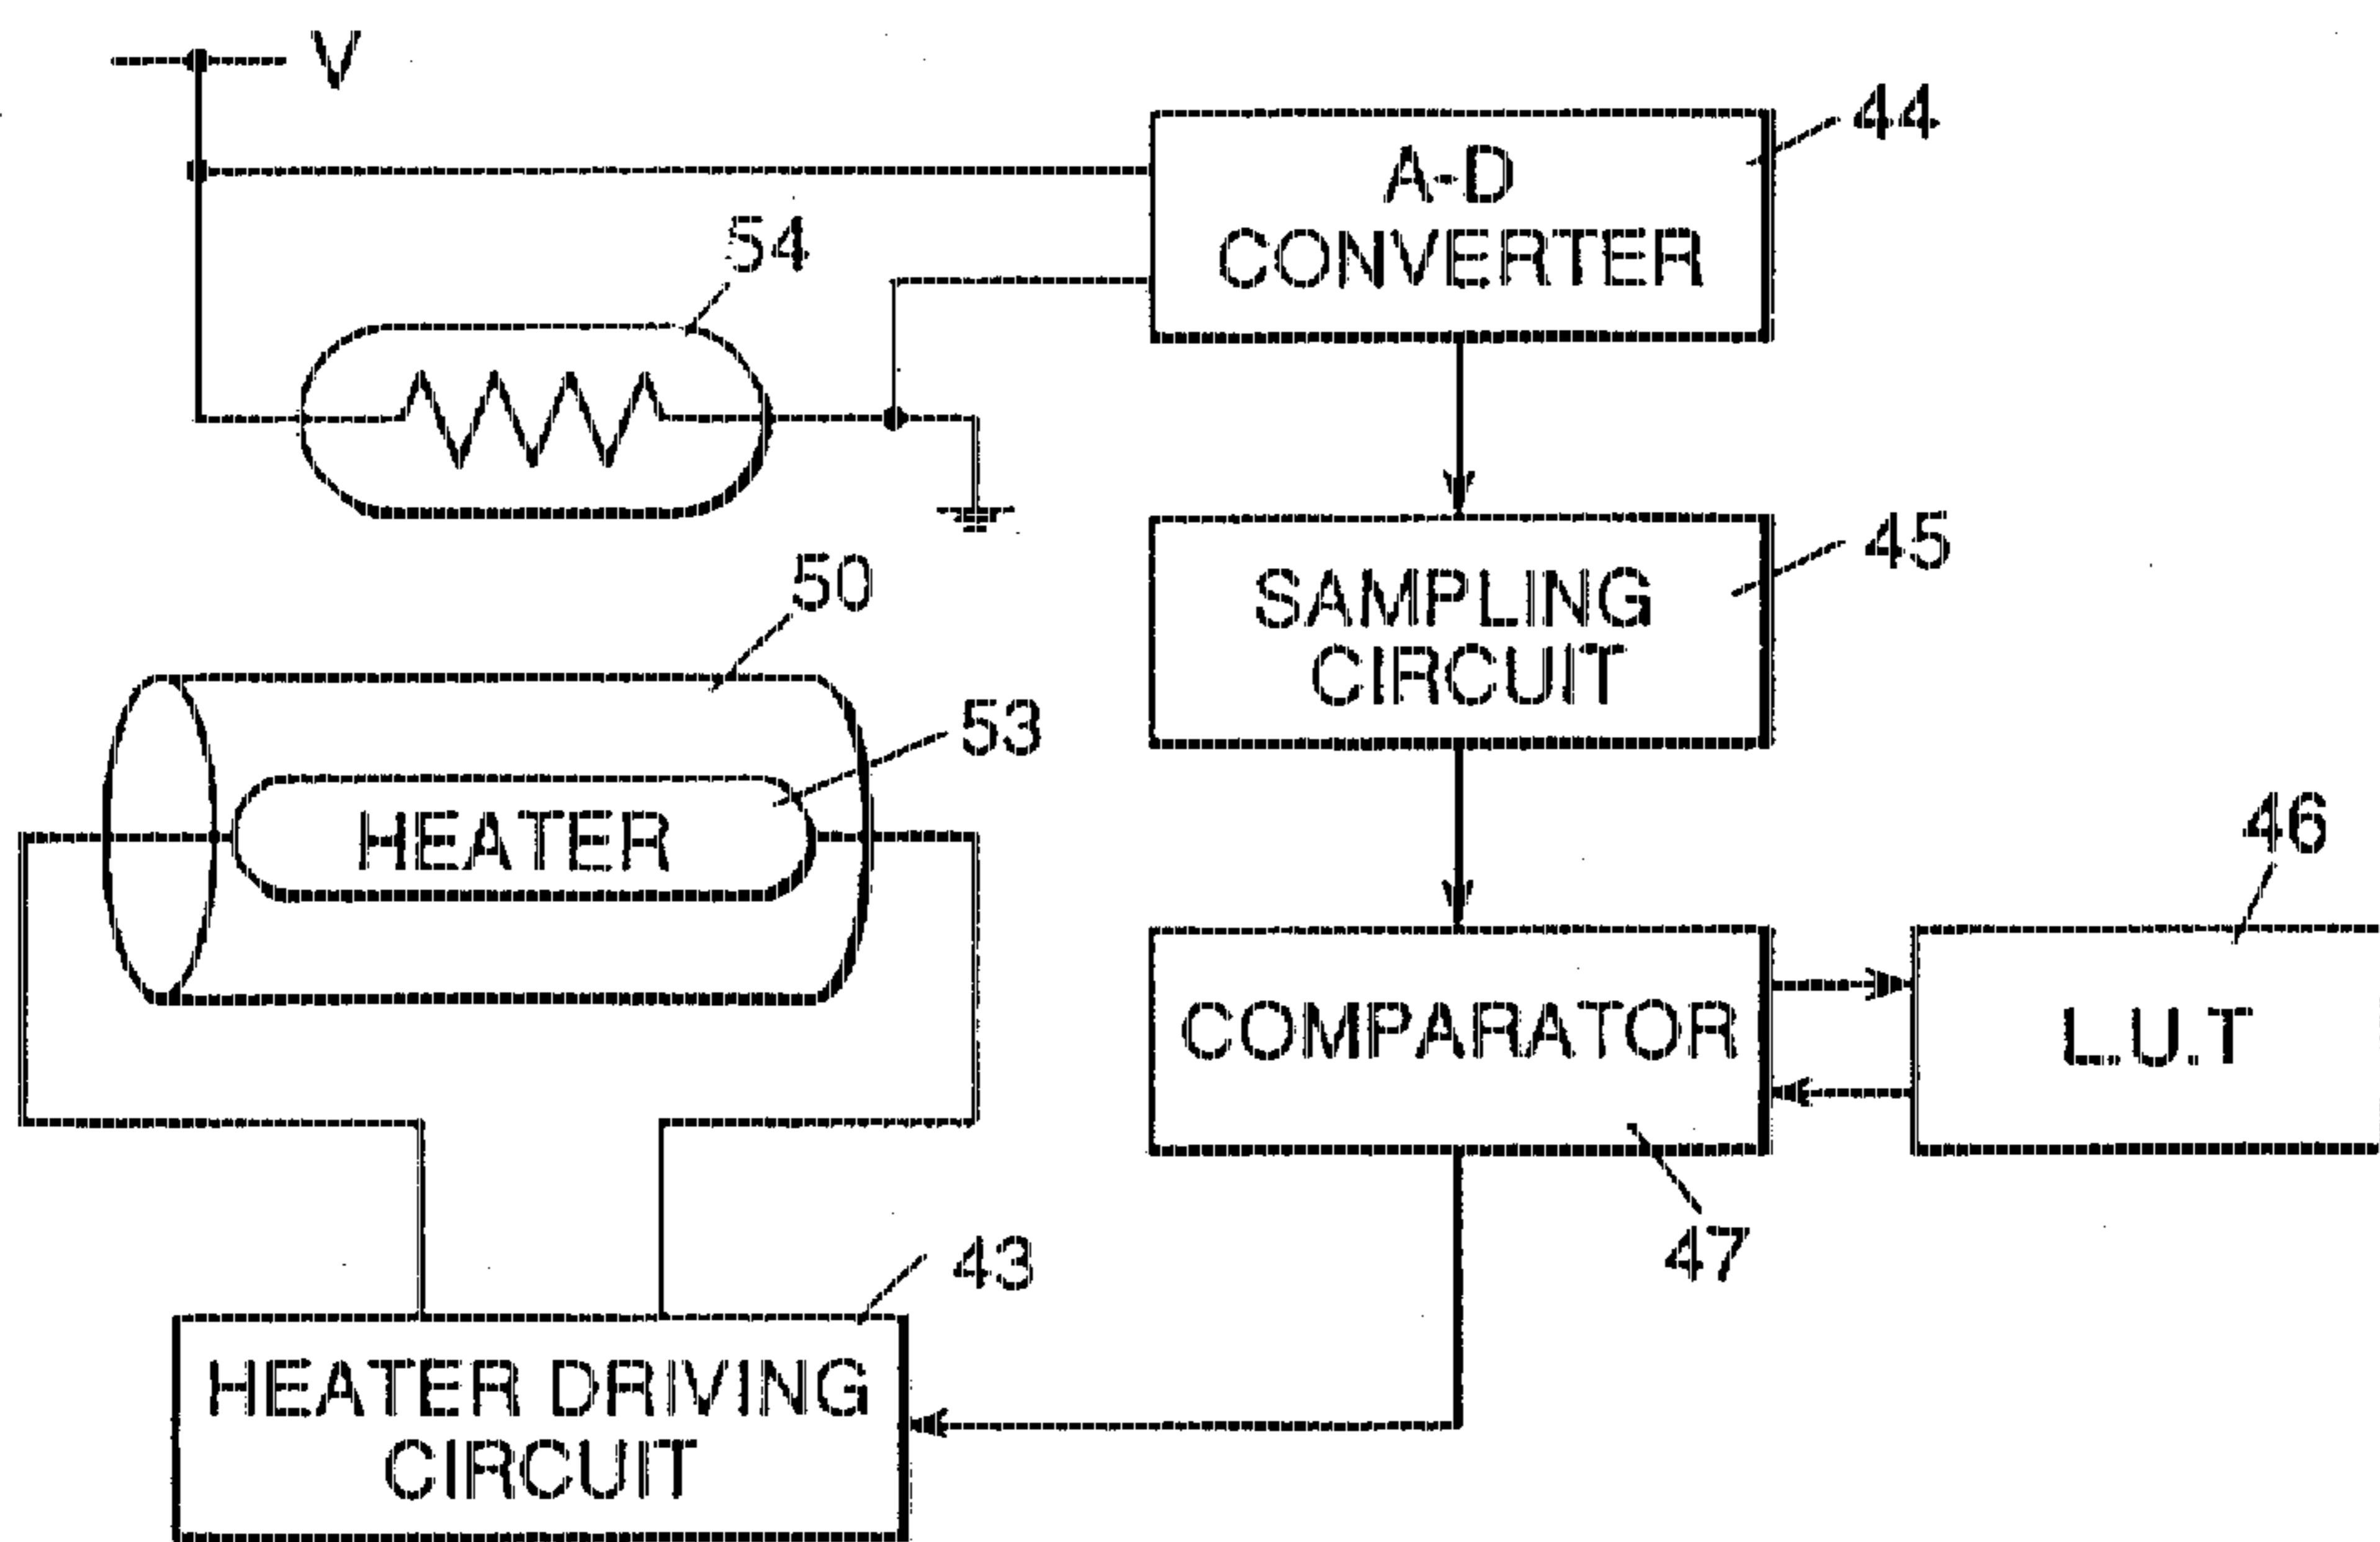 V
44
A-D
CONVERTER
54
45
SAMPLING
CIRCUIT
50
53
HEATER
46
COMPARATOR
L.U.T
47
43
HEATER DRIVING
CIRCUIT